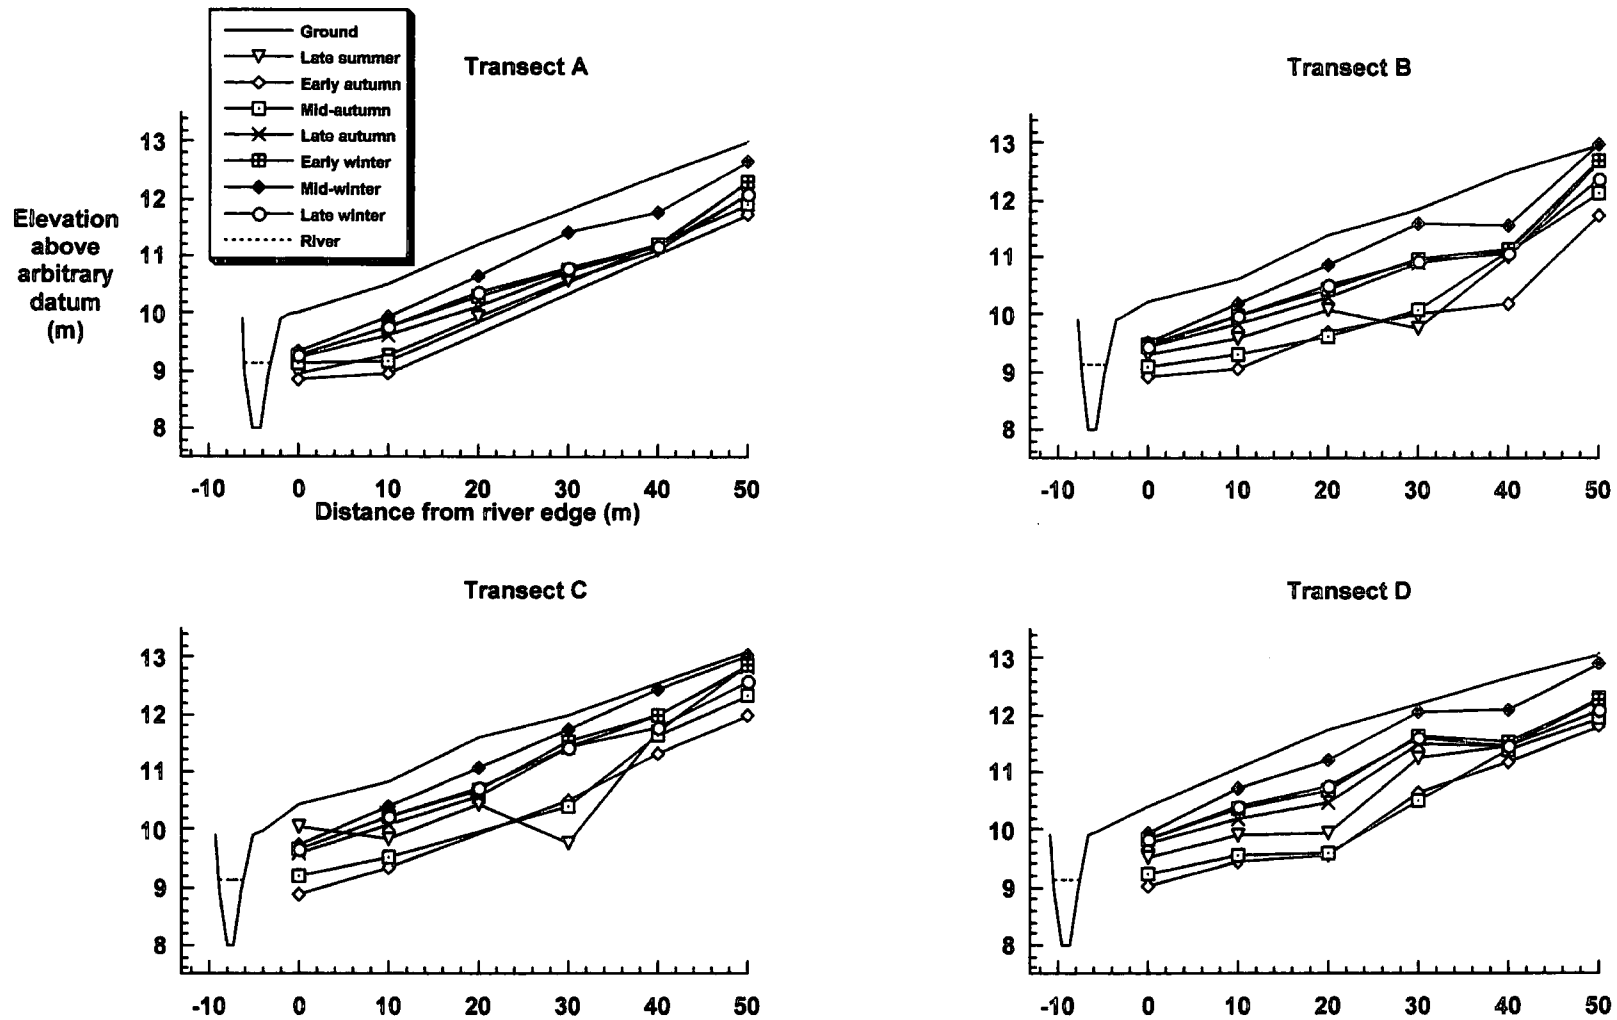 Ground
Late summer
Early autumn
Mid-autumn
Late autumn
Early winter
Mid-winter
Late winter
River
Transect A
13
12
11
10
9
8
Elevation
above
arbitrary
datum
(m)
-10 0 10 20 30 40 50
Distance from river edge (m)
Transect B
13
12
11
10
9
8
-10 0 10 20 30 40 50
Transect C
13
12
11
10
9
8
-10 0 10 20 30 40 50
Transect D
13
12
11
10
9
8
-10 0 10 20 30 40 50